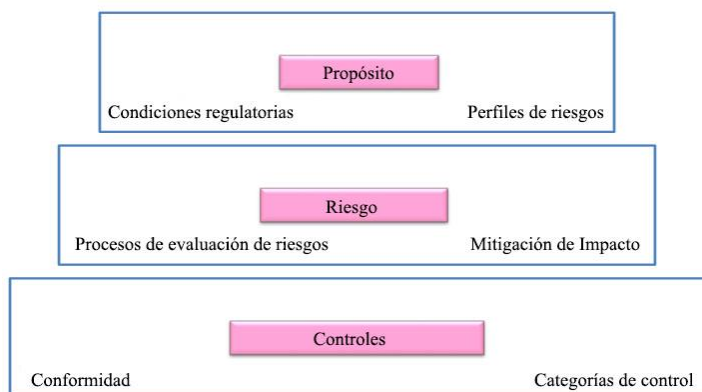 Propósito
Condiciones regulatorias Perfiles de riesgos
Riesgo
Procesos de evaluación de riesgos Mitigación de Impacto
Controles
Conformidad Categorías de control